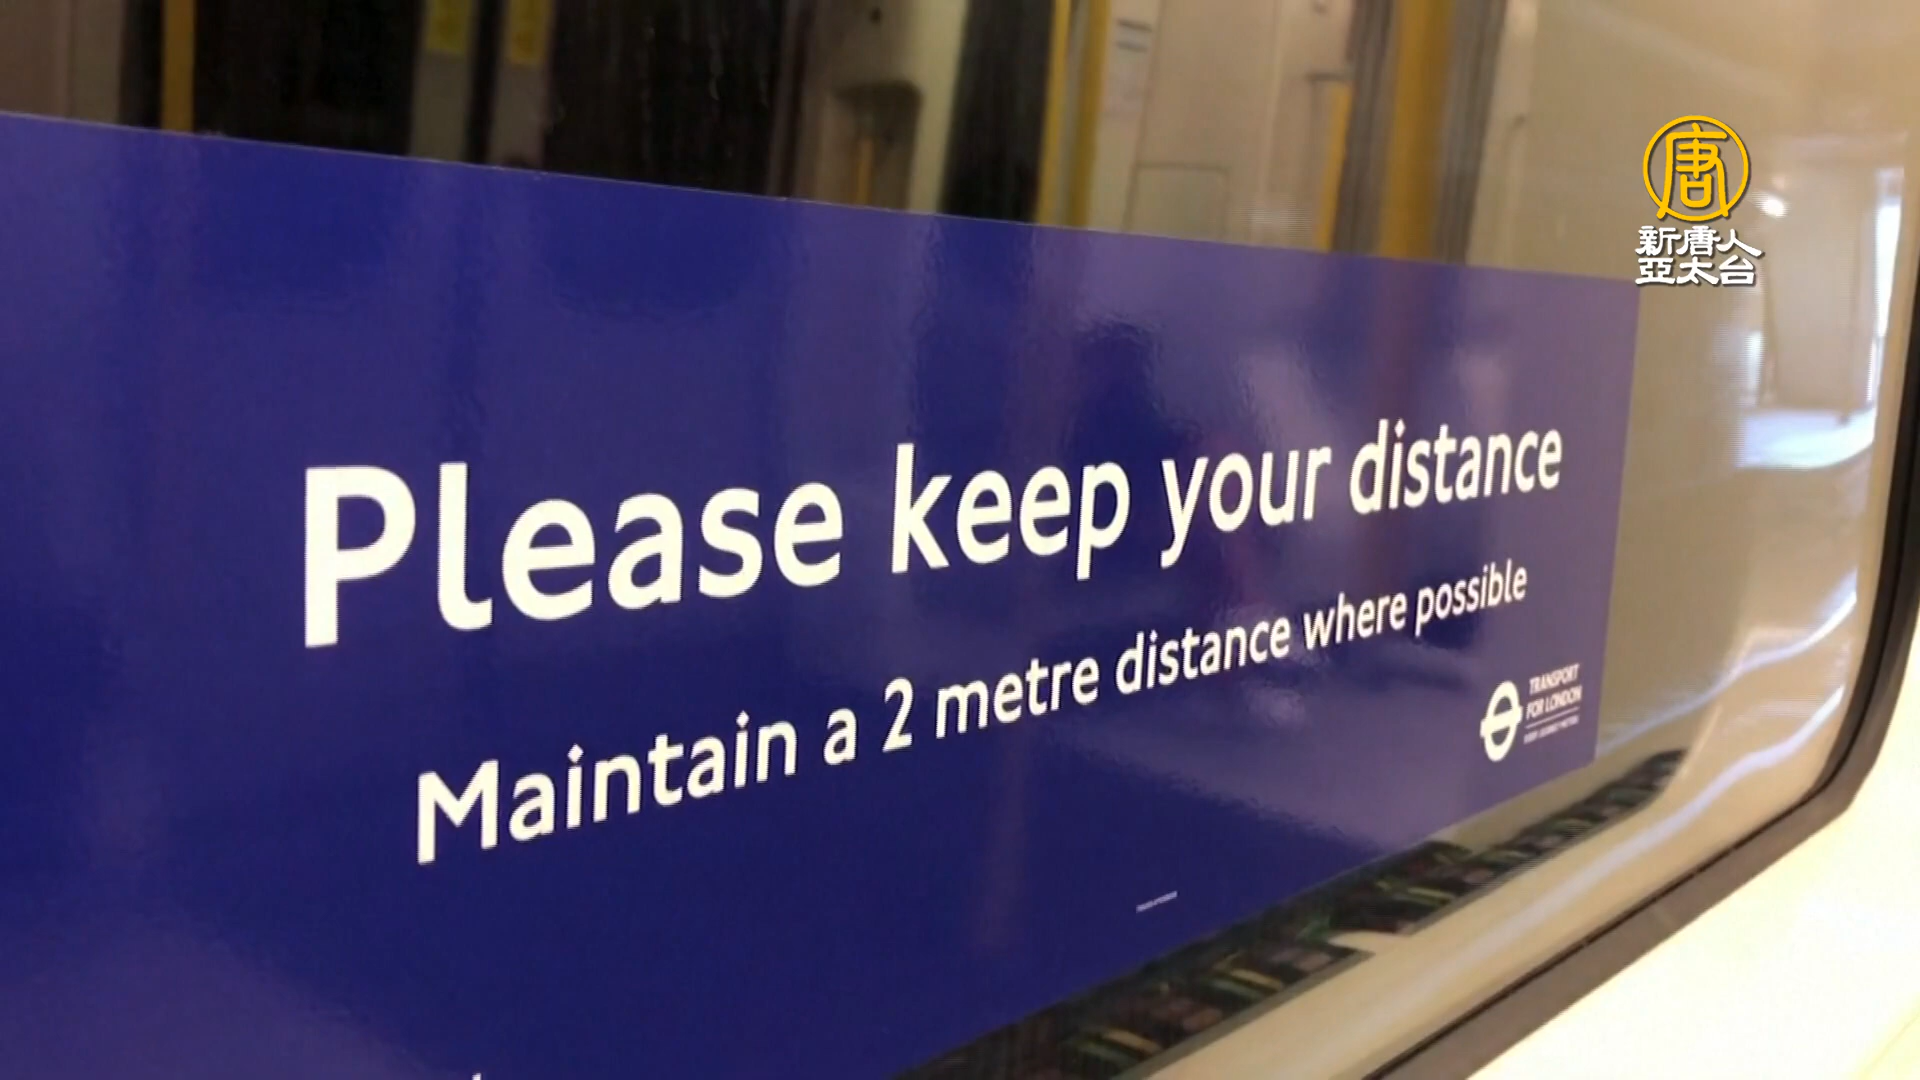 唐
新唐人
亞太台
Please keep your distance
Maintain a 2 metre distance where possible
TRANSPORT
FOR LONDON